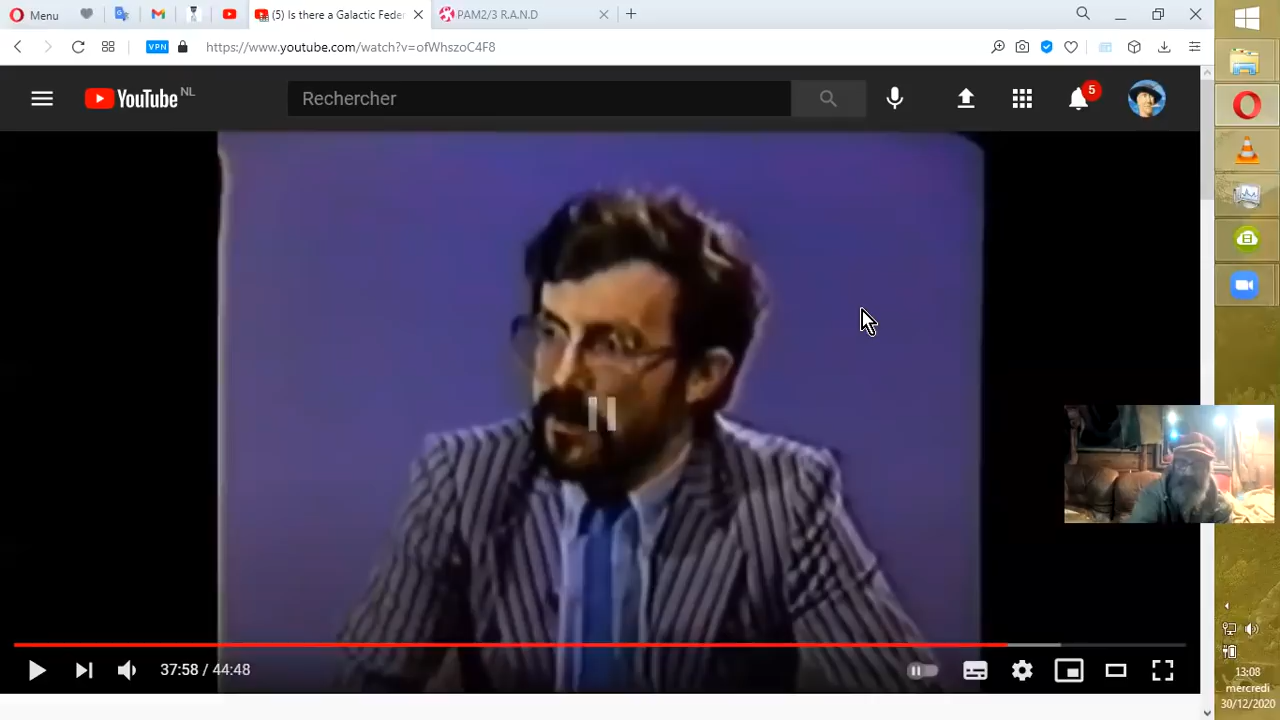 Menu
(5) Is there a Galactic Feder
PAM2/3 R.A.N.D
VPN
https://www.youtube.com/watch?v=ofWhszoC4F8
YouTube NL
Rechercher
5
37:58 / 44:48
13:08
mercredi
30/12/2020